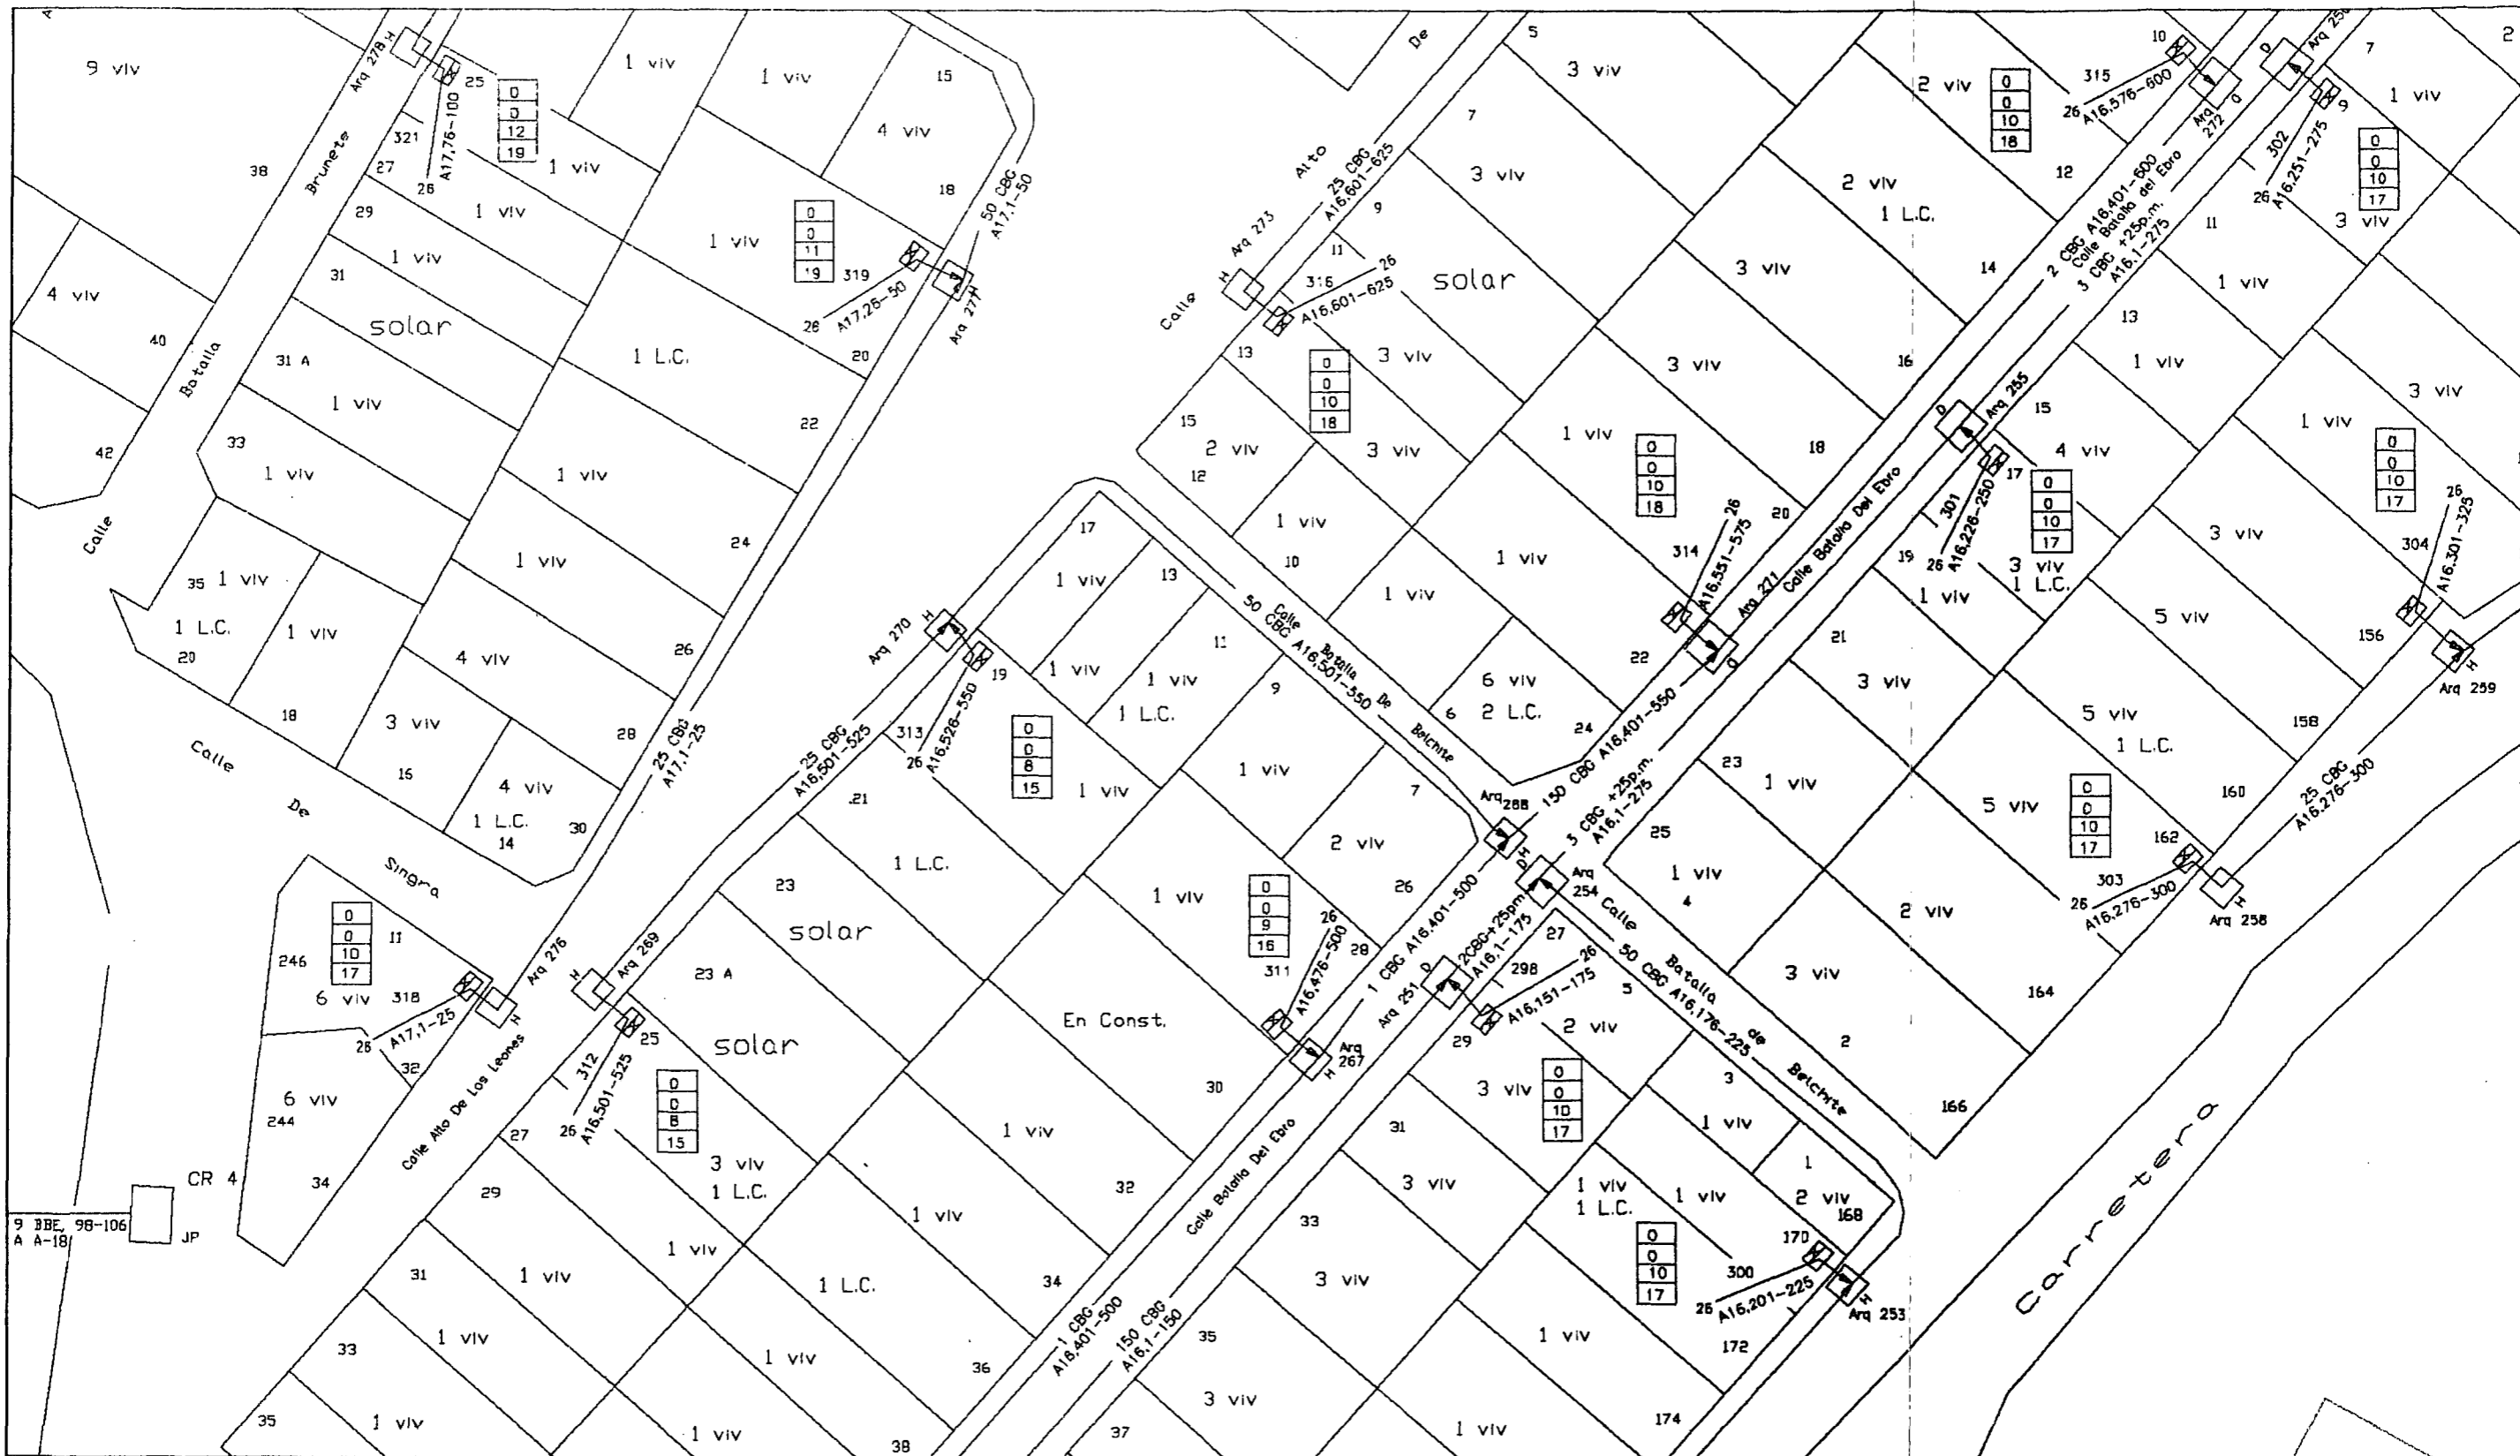 9 viv
38
Arq 278
H
25
0
0
12
19
321
A17,76-100
26
27
29
31
31 A
33
Brunete
Batalla
Calle
4 viv
40
42
1 viv
1 viv
1 viv
1 viv
1 viv
solar
1 viv
1 viv
1 viv
15
4 viv
18
1 viv
0
0
11
19
319
26
A17,26-50
50 CBG
A17,1-50
Arq 277
H
20
1 L.C.
22
1 viv
24
1 viv
26
4 viv
28
3 viv
16
4 viv
1 L.C.
14
30
35
1 viv
1 L.C.
20
1 viv
18
25 CBG
A17,1-25
Calle
De
Singra
0
0
10
17
11
246
6 viv
318
26
A17,1-25
32
Arq 276
H
6 viv
244
34
CR 4
9 BBE, 98-106
A A-18
JP
Calle Alto De Los Leones
H
Arq 269
25
312
26
A16,501-525
0
0
8
15
27
3 viv
1 L.C.
29
1 viv
31
1 viv
33
1 viv
35
1 viv
1 viv
1 viv
1 L.C.
1 viv
1 viv
23
solar
23 A
solar
21
1 L.C.
25 CBG
A16,501-525
Arq 270
H
19
313
26
A16,526-550
0
0
8
15
1 viv
17
1 viv
13
1 viv
11
1 viv
1 L.C.
9
1 viv
7
2 viv
26
1 viv
28
0
0
9
16
311
26
A16,476-500
En Const.
30
32
34
36
38
Arq
267
H
50 CBG A16,501-550
Calle
Batalla
De
Belchite
De
Alto
Calle
Arq 273
H
25 CBG
A16,601-625
316
26
A16,601-625
5
3 viv
7
3 viv
9
11
solar
13
3 viv
0
0
10
18
15
2 viv
12
3 viv
1 viv
10
1 viv
1 viv
1 viv
6 viv
2 L.C.
6
24
22
20
18
16
14
12
3 viv
3 viv
2 viv
1 L.C.
2 viv
0
0
10
18
10
315
26
A16,576-600
Arq
272
0
0
10
18
314
26
A16,551-575
Arq 271
Calle Batalla Del Ebro
2 CBG A16,401-600
Calle Batalla del Ebro
3 CBG +25p.m.
A16,1-275
D
7
9
1 viv
302
26
A16,251-275
0
0
10
17
3 viv
11
1 viv
13
1 viv
15
4 viv
D
Arq 255
17
301
26
A16,226-250
0
0
10
17
3 viv
1 L.C.
19
1 viv
21
3 viv
23
1 viv
25
1 viv
4
3 viv
1 viv
3 viv
5 viv
5 viv
1 L.C.
5 viv
2 viv
3 viv
2
0
0
10
17
26
304
A16,301-325
156
H
Arq 259
158
160
25 CBG
A16,276-300
0
0
10
17
162
303
26
A16,276-300
H
Arq 258
164
166
150 CBG A16,401-550
3 CBG +25p.m.
A16,1-275
Arq 268
H
D
Arq
254
Calle
Batalla
de
Belchite
50 CBG A16,176-225
1 CBG A16,401-500
2CBG+25pm
A16,1-175
Arq 251
D
298
26
A16,151-175
27
5
29
2 viv
3 viv
0
0
10
17
3
1 viv
1
2 viv
168
170
31
3 viv
33
3 viv
35
3 viv
37
1 viv
1 L.C.
1 viv
0
0
10
17
300
26
A16,201-225
H
Arq 253
172
174
1 viv
1 viv
Calle Batalla Del Ebro
1 CBG
A16,401-500
150 CBG
A16,1-150
Carretera